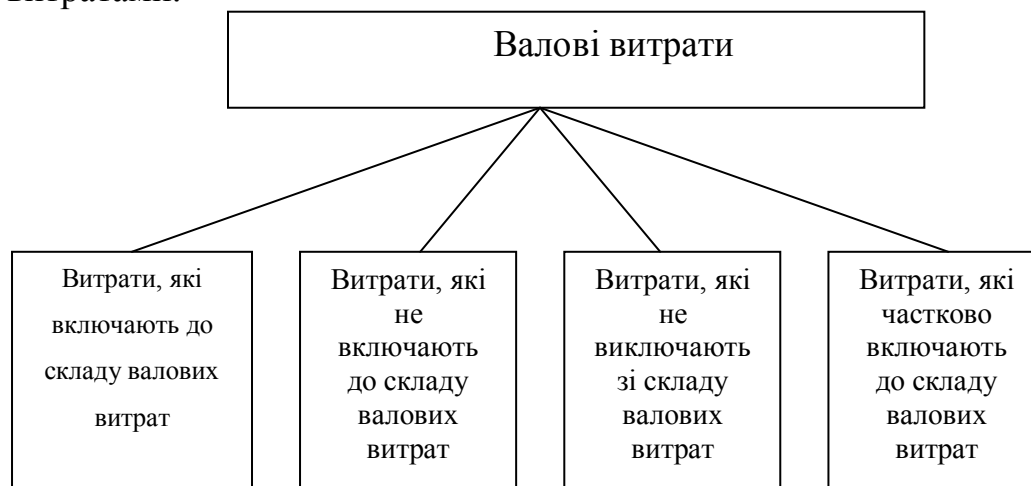 Валові витрати
Витрати, які
включають до
складу валових
витрат
Витрати, які
не
включають
до складу
валових
витрат
Витрати, які
не
виключають
зі складу
валових
витрат
Витрати, які
частково
включають
до складу
валових
витрат